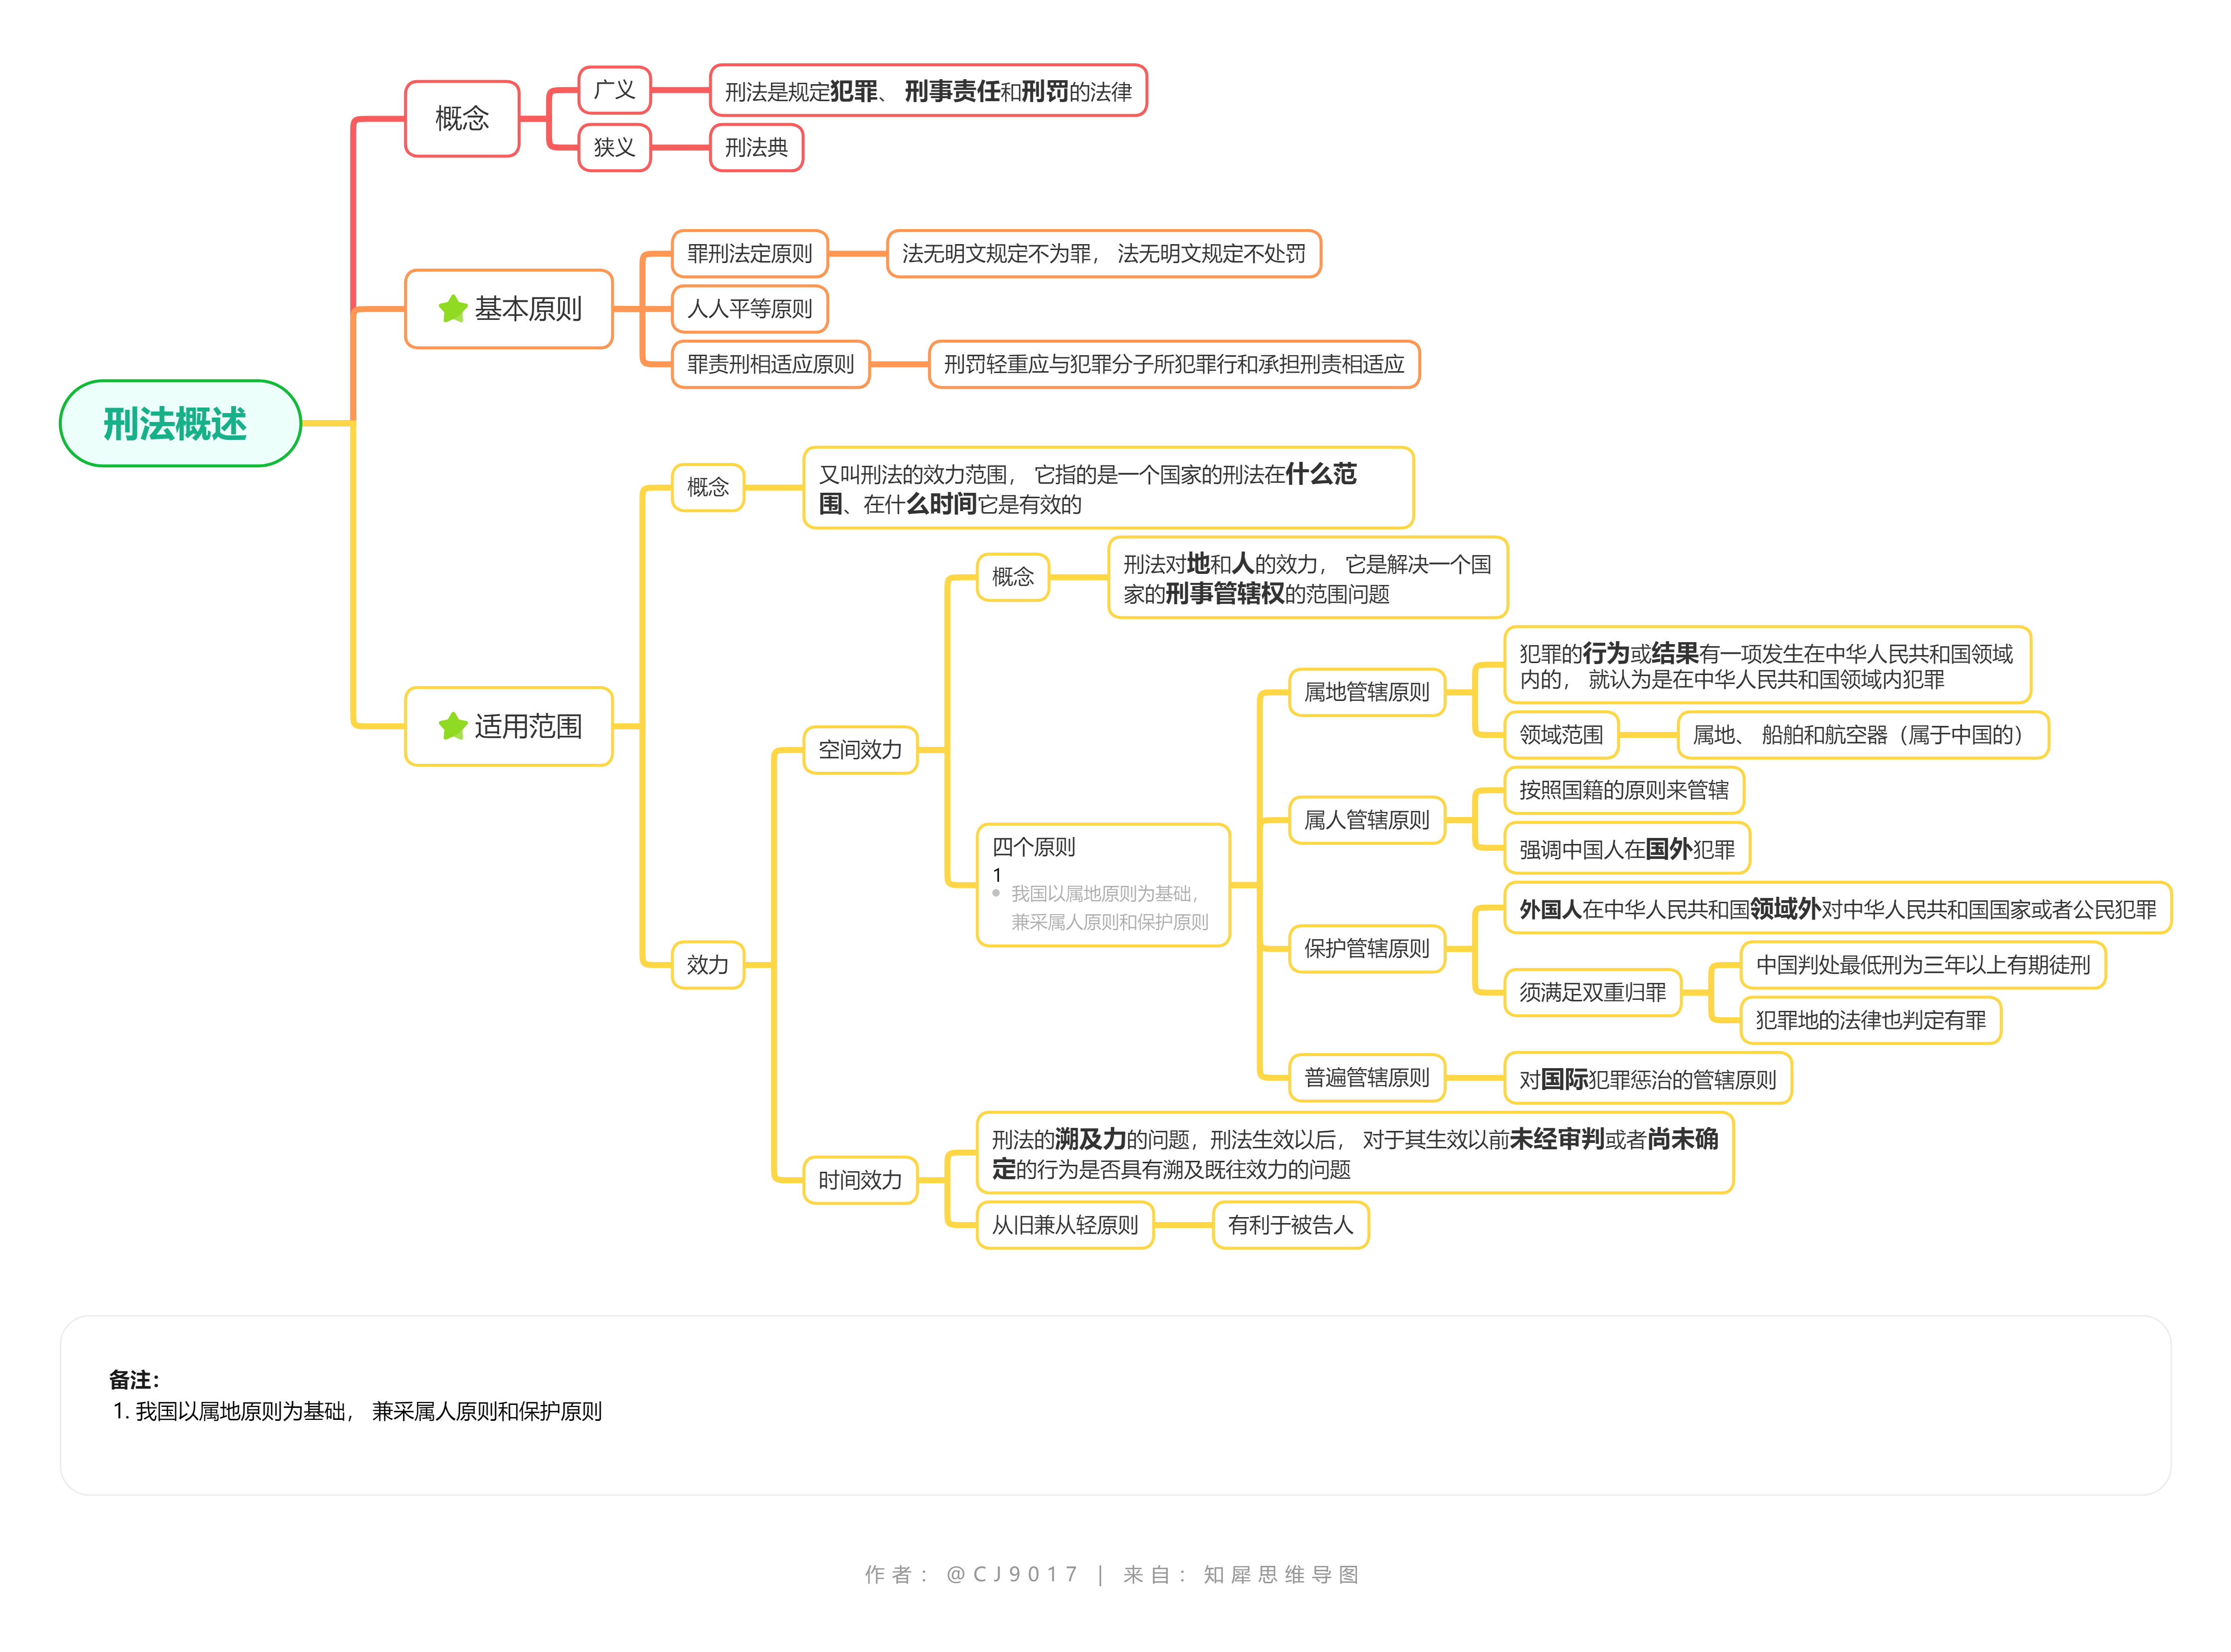 刑法概述
概念
广义
刑法是规定犯罪、 刑事责任和刑罚的法律
狭义
刑法典
基本原则
罪刑法定原则
法无明文规定不为罪， 法无明文规定不处罚
人人平等原则
罪责刑相适应原则
刑罚轻重应与犯罪分子所犯罪行和承担刑责相适应
适用范围
概念
又叫刑法的效力范围， 它指的是一个国家的刑法在什么范
围、在什么时间它是有效的
效力
空间效力
概念
刑法对地和人的效力， 它是解决一个国
家的刑事管辖权的范围问题
四个原则
1
我国以属地原则为基础，
兼采属人原则和保护原则
属地管辖原则
犯罪的行为或结果有一项发生在中华人民共和国领域
内的， 就认为是在中华人民共和国领域内犯罪
领域范围
属地、 船舶和航空器（属于中国的）
属人管辖原则
按照国籍的原则来管辖
强调中国人在国外犯罪
保护管辖原则
外国人在中华人民共和国领域外对中华人民共和国国家或者公民犯罪
须满足双重归罪
中国判处最低刑为三年以上有期徒刑
犯罪地的法律也判定有罪
普遍管辖原则
对国际犯罪惩治的管辖原则
时间效力
刑法的溯及力的问题，刑法生效以后， 对于其生效以前未经审判或者尚未确
定的行为是否具有溯及既往效力的问题
从旧兼从轻原则
有利于被告人
备注：
1. 我国以属地原则为基础， 兼采属人原则和保护原则
作者：@CJ9017 | 来自：知犀思维导图